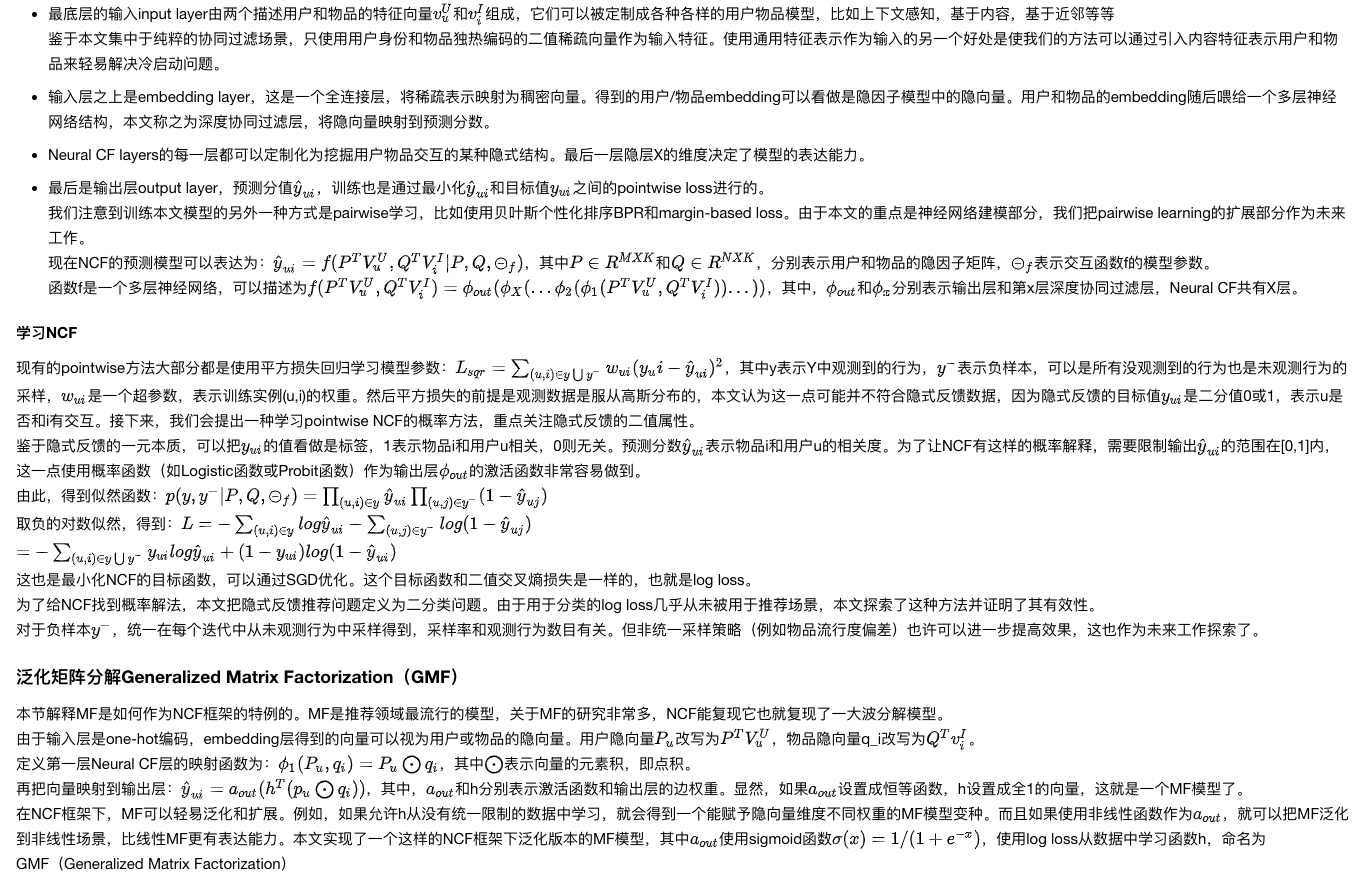 • 最底层的输入input layer由两个描述用户和物品的特征向量$v_u^U$和$v_i^I$组成，它们可以被定制成各种各样的用户物品模型，比如上下文感知，基于内容，基于近邻等等
鉴于本文集中于纯粹的协同过滤场景，只使用用户身份和物品独热编码的二值稀疏向量作为输入特征。使用通用特征表示作为输入的另一个好处是使我们的方法可以通过引入内容特征表示用户和物
品来轻易解决冷启动问题。
• 输入层之上是embedding layer，这是一个全连接层，将稀疏表示映射为稠密向量。得到的用户/物品embedding可以看做是隐因子模型中的隐向量。用户和物品的embedding随后喂给一个多层神经
网络结构，本文称之为深度协同过滤层，将隐向量映射到预测分数。
• Neural CF layers的每一层都可以定制化为挖掘用户物品交互的某种隐式结构。最后一层隐层X的维度决定了模型的表达能力。
• 最后是输出层output layer，预测分值$\hat{y}_{ui}$，训练也是通过最小化$\hat{y}_{ui}$和目标值$y_{ui}$之间的pointwise loss进行的。
我们注意到训练本文模型的另外一种方式是pairwise学习，比如使用贝叶斯个性化排序BPR和margin-based loss。由于本文的重点是神经网络建模部分，我们把pairwise learning的扩展部分作为未来
工作。
现在NCF的预测模型可以表达为：$\hat{y}_{ui} = f(P^T V_u^U, Q^T V_i^I | P, Q, \ominus_f)$，其中$P \in R^{MXK}$和$Q \in R^{NXK}$，分别表示用户和物品的隐因子矩阵，$\ominus_f$表示交互函数f的模型参数。
函数f是一个多层神经网络，可以描述为$f(P^T V_u^U, Q^T V_i^I) = \phi_{out}(\phi_X(\ldots\phi_2(\phi_1(P^T V_u^U, Q^T V_i^I))\ldots))$，其中，$\phi_{out}$和$\phi_x$分别表示输出层和第x层深度协同过滤层，Neural CF共有X层。
学习NCF
现有的pointwise方法大部分都是使用平方损失回归学习模型参数：$L_{sqr} = \sum_{(u,i) \in y \bigcup y^-} w_{ui}(y_u i - \hat{y}_{ui})^2$，其中y表示Y中观测到的行为，$y^-$表示负样本，可以是所有没观测到的行为也是未观测行为的
采样，$w_{ui}$是一个超参数，表示训练实例(u,i)的权重。然后平方损失的前提是观测数据是服从高斯分布的，本文认为这一点可能并不符合隐式反馈数据，因为隐式反馈的目标值$y_{ui}$是二分值0或1，表示u是
否和i有交互。接下来，我们会提出一种学习pointwise NCF的概率方法，重点关注隐式反馈的二值属性。
鉴于隐式反馈的一元本质，可以把$y_{ui}$的值看做是标签，1表示物品i和用户u相关，0则无关。预测分数$\hat{y}_{ui}$表示物品i和用户u的相关度。为了让NCF有这样的概率解释，需要限制输出$\hat{y}_{ui}$的范围在[0,1]内，
这一点使用概率函数（如Logistic函数或Probit函数）作为输出层$\phi_{out}$的激活函数非常容易做到。
由此，得到似然函数：$p(y, y^- | P, Q, \ominus_f) = \prod_{(u,i) \in y} \hat{y}_{ui} \prod_{(u,j) \in y^-} (1 - \hat{y}_{uj})$
取负的对数似然，得到：$L = -\sum_{(u,i) \in y} log\hat{y}_{ui} - \sum_{(u,j) \in y^-} log(1 - \hat{y}_{uj})$
$= -\sum_{(u,i) \in y \bigcup y^-} y_{ui} log\hat{y}_{ui} + (1 - y_{ui})log(1 - \hat{y}_{ui})$
这也是最小化NCF的目标函数，可以通过SGD优化。这个目标函数和二值交叉熵损失是一样的，也就是log loss。
为了给NCF找到概率解法，本文把隐式反馈推荐问题定义为二分类问题。由于用于分类的log loss几乎从未被用于推荐场景，本文探索了这种方法并证明了其有效性。
对于负样本$y^-$，统一在每个迭代中从未观测行为中采样得到，采样率和观测行为数目有关。但非统一采样策略（例如物品流行度偏差）也许可以进一步提高效果，这也作为未来工作探索了。
泛化矩阵分解Generalized Matrix Factorization（GMF）
本节解释MF是如何作为NCF框架的特例的。MF是推荐领域最流行的模型，关于MF的研究非常多，NCF能复现它也就复现了一大波分解模型。
由于输入层是one-hot编码，embedding层得到的向量可以视为用户或物品的隐向量。用户隐向量$P_u$改写为$P^T V_u^U$，物品隐向量q_i改写为$Q^T v_i^I$。
定义第一层Neural CF层的映射函数为：$\phi_1(P_u, q_i) = P_u \bigodot q_i$，其中$\bigodot$表示向量的元素积，即点积。
再把向量映射到输出层：$\hat{y}_{ui} = a_{out}(h^T(p_u \bigodot q_i))$，其中，$a_{out}$和h分别表示激活函数和输出层的边权重。显然，如果$a_{out}$设置成恒等函数，h设置成全1的向量，这就是一个MF模型了。
在NCF框架下，MF可以轻易泛化和扩展。例如，如果允许h从没有统一限制的数据中学习，就会得到一个能赋予隐向量维度不同权重的MF模型变种。而且如果使用非线性函数作为$a_{out}$，就可以把MF泛化
到非线性场景，比线性MF更有表达能力。本文实现了一个这样的NCF框架下泛化版本的MF模型，其中$a_{out}$使用sigmoid函数$\sigma(x) = 1/(1 + e^{-x})$，使用log loss从数据中学习函数h，命名为
GMF（Generalized Matrix Factorization）